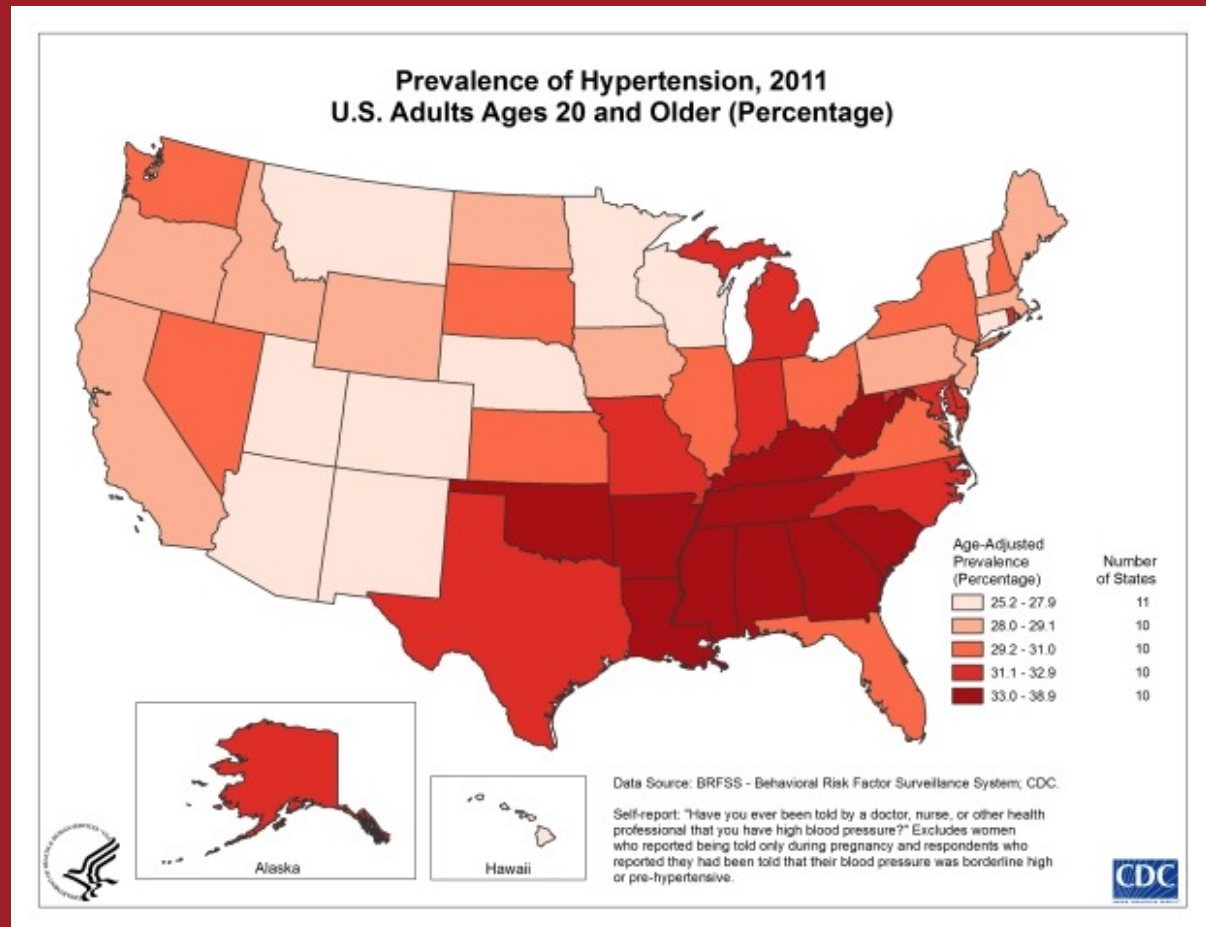 Prevalence of Hypertension, 2011
U.S. Adults Ages 20 and Older (Percentage)
Age-Adjusted
Prevalence
(Percentage)
Number
of States
25.2 - 27.9 11
28.0 - 29.1 10
29.2 - 31.0 10
31.1 - 32.9 10
33.0 - 38.9 10
Alaska
Hawaii
Data Source: BRFSS - Behavioral Risk Factor Surveillance System; CDC.
Self-report: "Have you ever been told by a doctor, nurse, or other health
professional that you have high blood pressure?" Excludes women
who reported being told only during pregnancy and respondents who
reported they had been told that their blood pressure was borderline high
or pre-hypertensive.
CDC